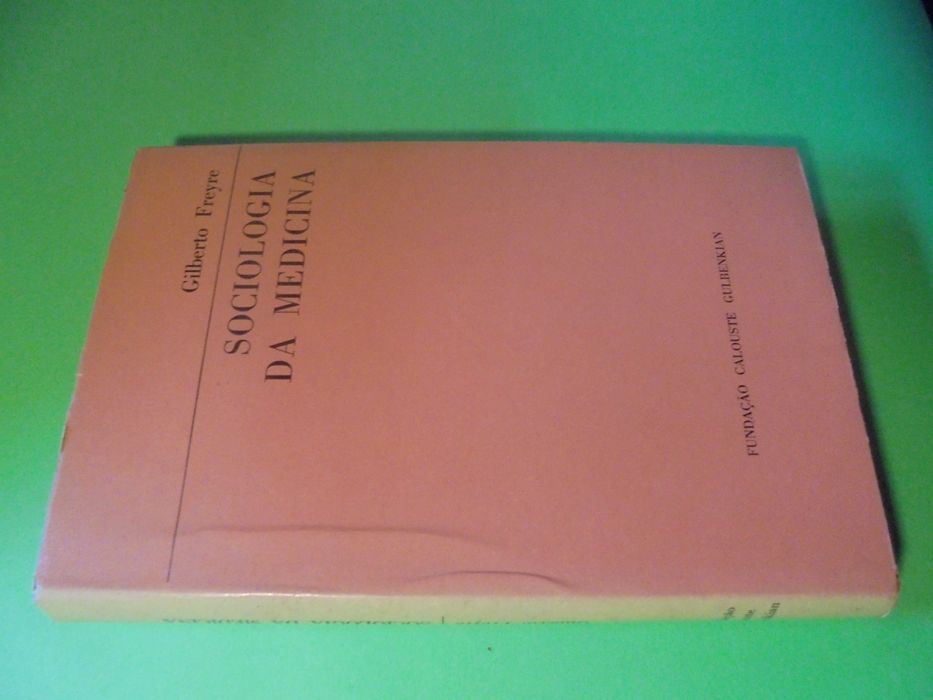 Gilberto Freyre
SOCIOLOGIA
DA MEDICINA
FUNDAÇÃO CALOUSTE GULBENKIAN